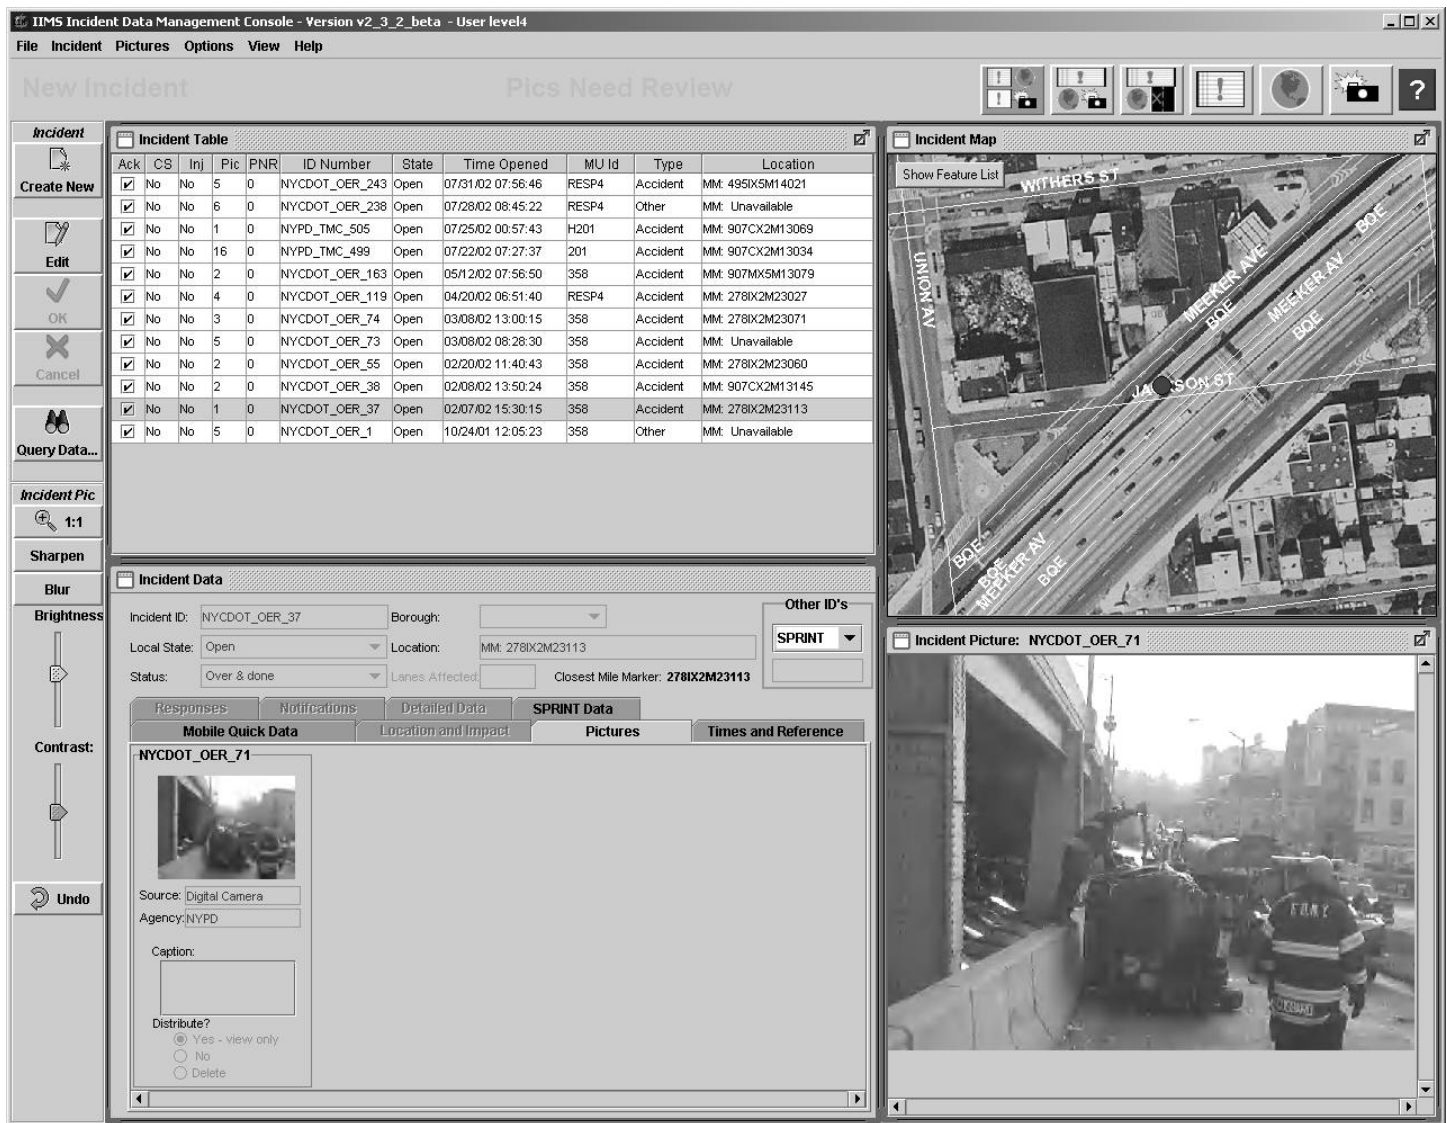 IIMS Incident Data Management Console - Version v2_3_2_beta - User level4
File Incident Pictures Options View Help
New Incident Pics Need Review
?
Incident
Create New
Edit
OK
Cancel
Query Data...
Incident Pic
1:1
Sharpen
Blur
Brightness
Contrast:
Undo
Incident Table
Ack CS Inj Pic PNR ID Number State Time Opened MU Id Type Location
No No 5 0 NYCDOT_OER_243 Open 07/31/02 07:56:46 RESP4 Accident MM: 495IX5M14021
No No 6 0 NYCDOT_OER_238 Open 07/28/02 08:45:22 RESP4 Other MM: Unavailable
No No 1 0 NYPD_TMC_505 Open 07/25/02 00:57:43 H201 Accident MM: 907CX2M13069
No No 16 0 NYPD_TMC_499 Open 07/22/02 07:27:37 201 Accident MM: 907CX2M13034
No No 2 0 NYCDOT_OER_163 Open 05/12/02 07:56:50 358 Accident MM: 907MX5M13079
No No 4 0 NYCDOT_OER_119 Open 04/20/02 06:51:40 RESP4 Accident MM: 278IX2M23027
No No 3 0 NYCDOT_OER_74 Open 03/08/02 13:00:15 358 Accident MM: 278IX2M23071
No No 5 0 NYCDOT_OER_73 Open 03/08/02 08:28:30 358 Accident MM: Unavailable
No No 2 0 NYCDOT_OER_55 Open 02/20/02 11:40:43 358 Accident MM: 278IX2M23060
No No 2 0 NYCDOT_OER_38 Open 02/08/02 13:50:24 358 Accident MM: 907CX2M13145
No No 1 0 NYCDOT_OER_37 Open 02/07/02 15:30:15 358 Accident MM: 278IX2M23113
No No 5 0 NYCDOT_OER_1 Open 10/24/01 12:05:23 358 Other MM: Unavailable
Incident Data
Incident ID: NYCDOT_OER_37 Borough:
Local State: Open Location: MM: 278IX2M23113
Status: Over & done Lanes Affected: Closest Mile Marker: 278IX2M23113
Other ID's
SPRINT
Responses Notifcations Detailed Data SPRINT Data
Mobile Quick Data Location and Impact Pictures Times and Reference
NYCDOT_OER_71
Source: Digital Camera
Agency: NYPD
Caption:
Distribute?
Yes - view only
No
Delete
Incident Map
Show Feature List
WITHERS ST
UNION AV
MEEKER AVE
BQE
MEEKER AV
BQE
BQE
JACKSON ST
BQE
BQE
MEEKER AV
BQE
Incident Picture: NYCDOT_OER_71
F.D.N.Y